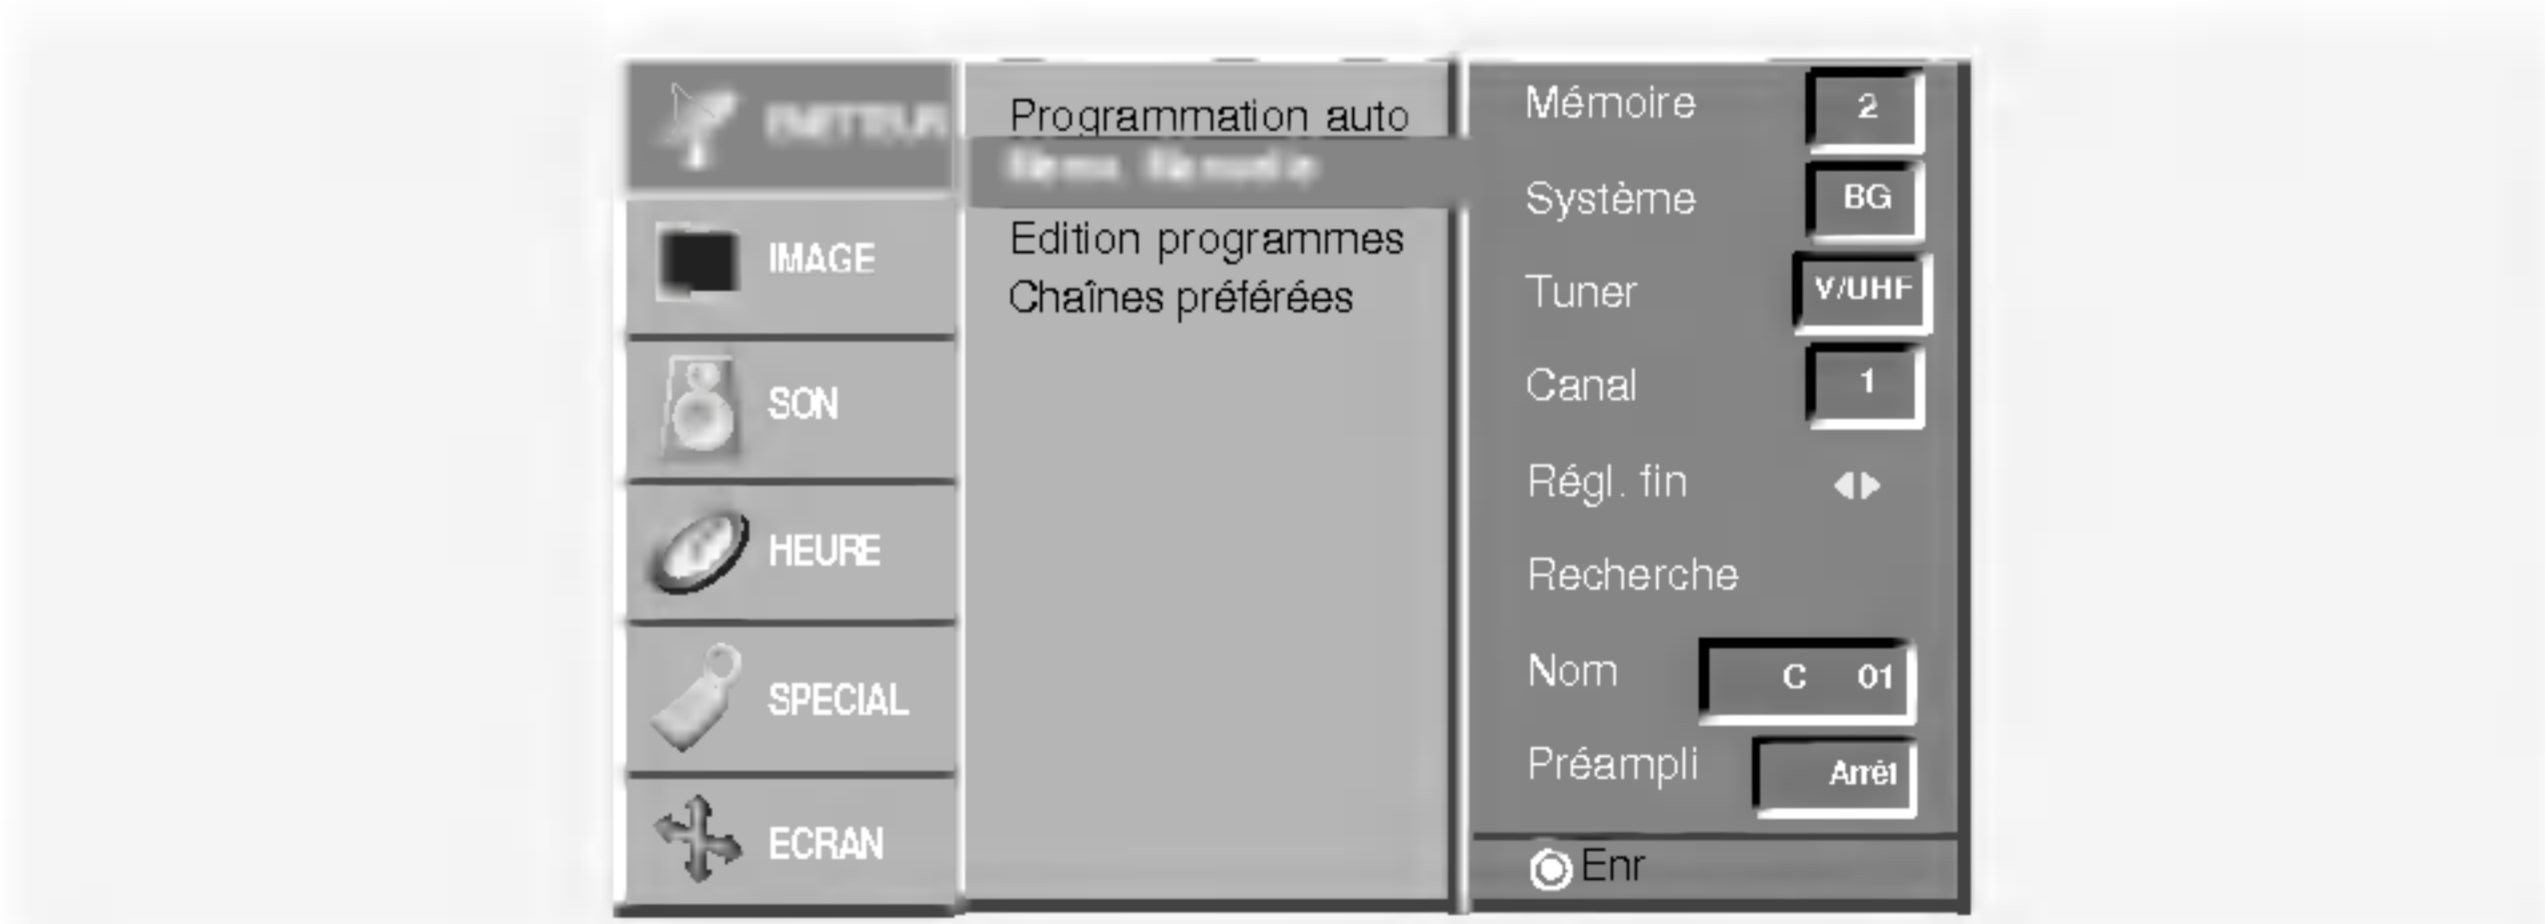 IMAGE
SON
HEURE
SPECIAL
ECRAN
Programmation auto
Edition programmes
Chaînes préférées
Mémoire 2
Système BG
Tuner V/UHF
Canal 1
Régl. fin
Recherche
Nom C 01
Préampli Arrêt
Enr